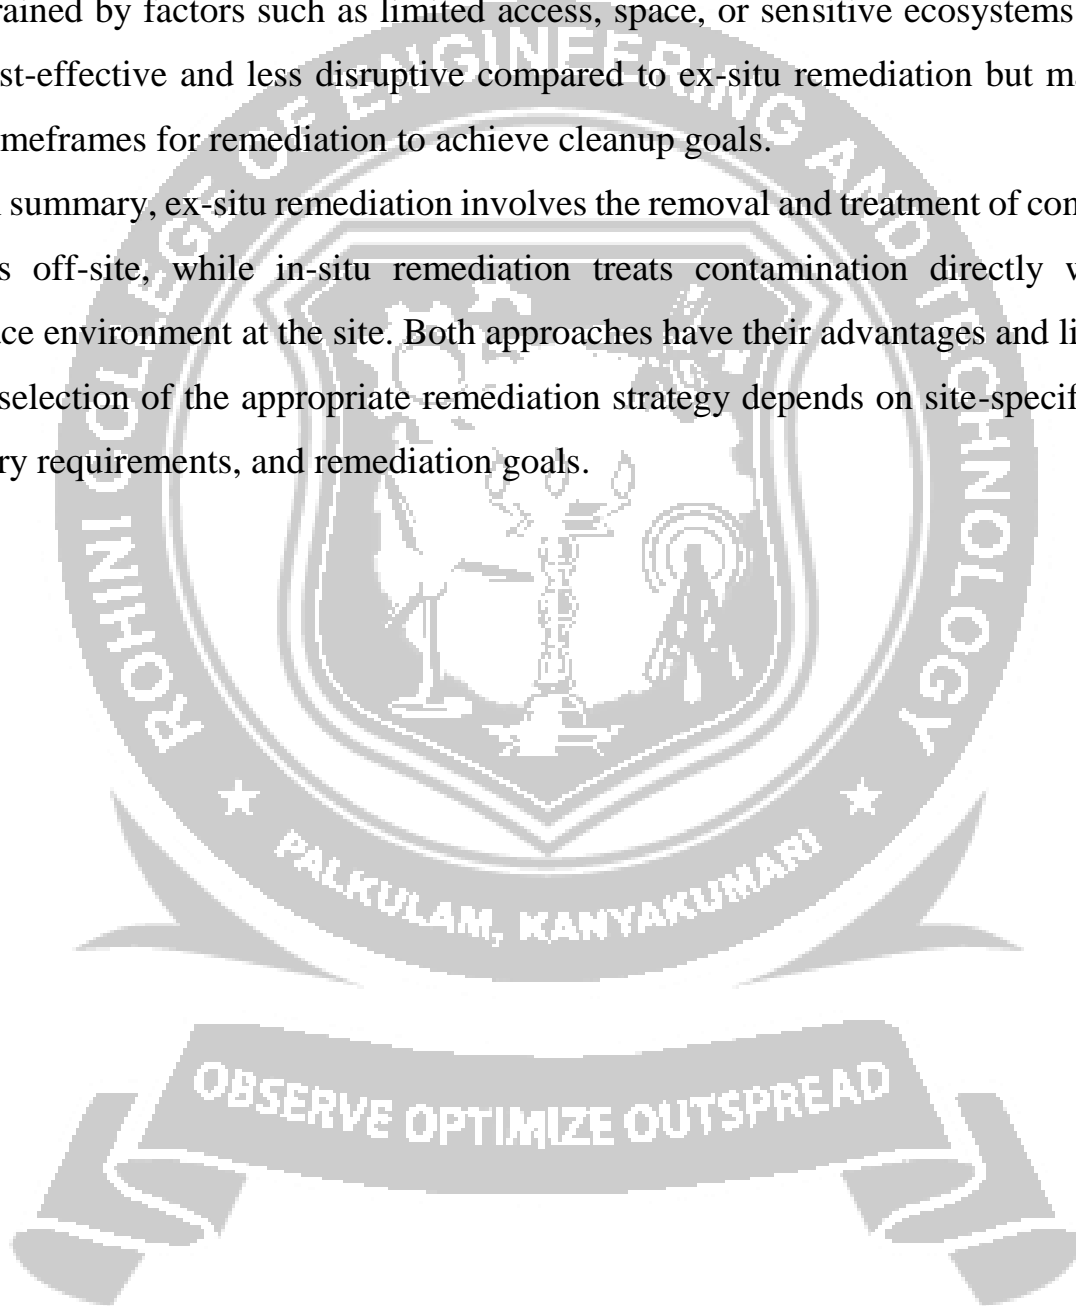 rained by factors such as limited access, space, or sensitive ecosystems
st-effective and less disruptive compared to ex-situ remediation but ma
meframes for remediation to achieve cleanup goals.
summary, ex-situ remediation involves the removal and treatment of con
s off-site, while in-situ remediation treats contamination directly
ce environment at the site. Both approaches have their advantages and li
selection of the appropriate remediation strategy depends on site-specif
ry requirements, and remediation goals.
ROHINI COLLEGE OF ENGINEERING AND TECHNOLOGY
PALKULAM, KANYAKUMARI
OBSERVE OPTIMIZE OUTSPREAD